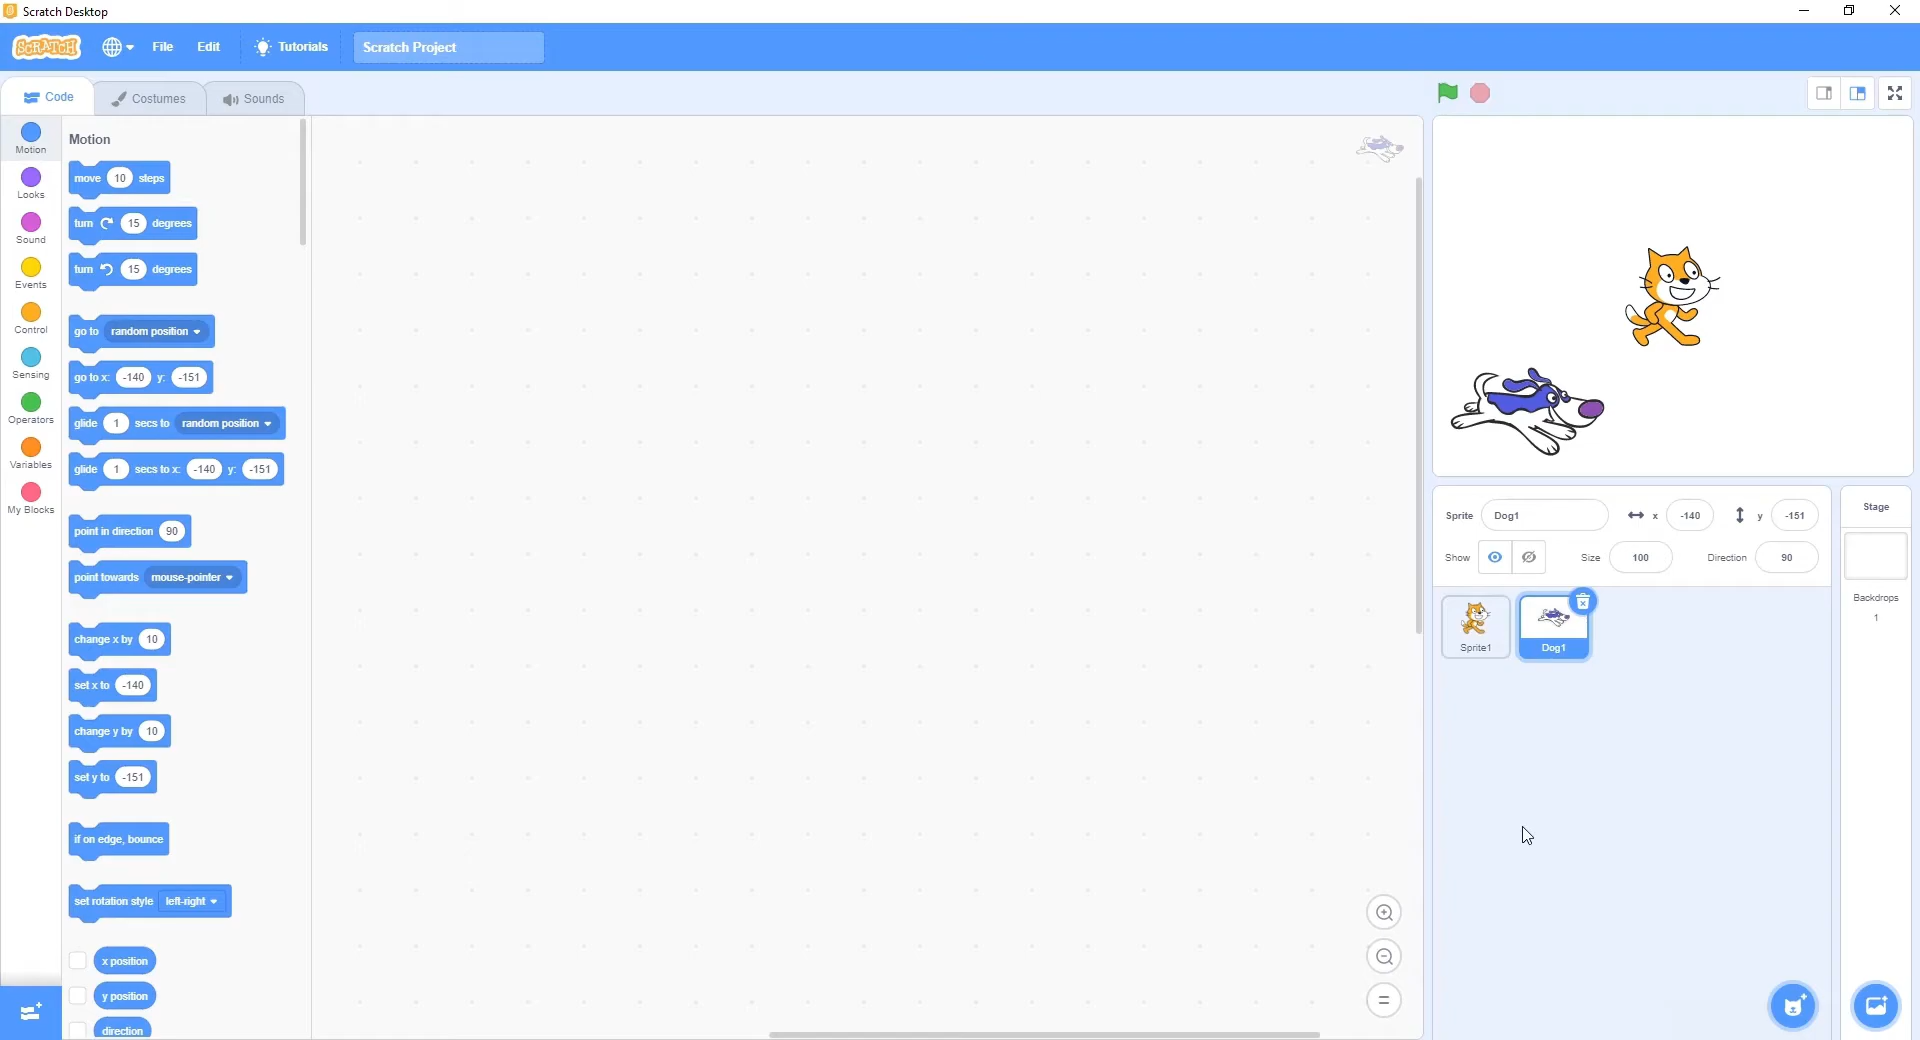 Scratch Desktop
SCRATCH
File
Edit
Tutorials
Scratch Project
Code
Costumes
Sounds
Motion
Looks
Sound
Events
Control
Sensing
Operators
Variables
My Blocks
Motion
move 10 steps
turn 15 degrees
turn 15 degrees
go to random position
go to x: -140 y: -151
glide 1 secs to random position
glide 1 secs to x: -140 y: -151
point in direction 90
point towards mouse-pointer
change x by 10
set x to -140
change y by 10
set y to -151
if on edge, bounce
set rotation style left-right
x position
y position
direction
Sprite Dog1 x -140 y -151
Show Size 100 Direction 90
Sprite1
Dog1
Stage
Backdrops
1